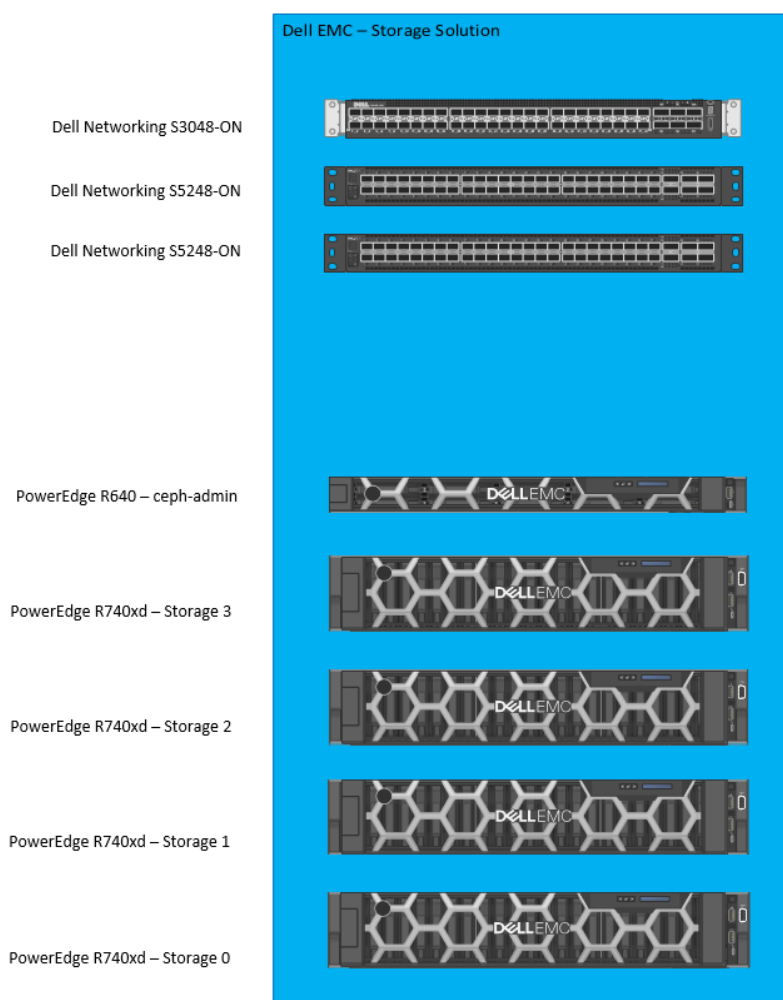 Dell EMC – Storage Solution
Dell Networking S3048-ON
DELL
Dell Networking S5248-ON
Dell Networking S5248-ON
PowerEdge R640 – ceph-admin
DELLEMC
PowerEdge R740xd – Storage 3
DELLEMC
PowerEdge R740xd – Storage 2
DELLEMC
PowerEdge R740xd – Storage 1
DELLEMC
PowerEdge R740xd – Storage 0
DELLEMC